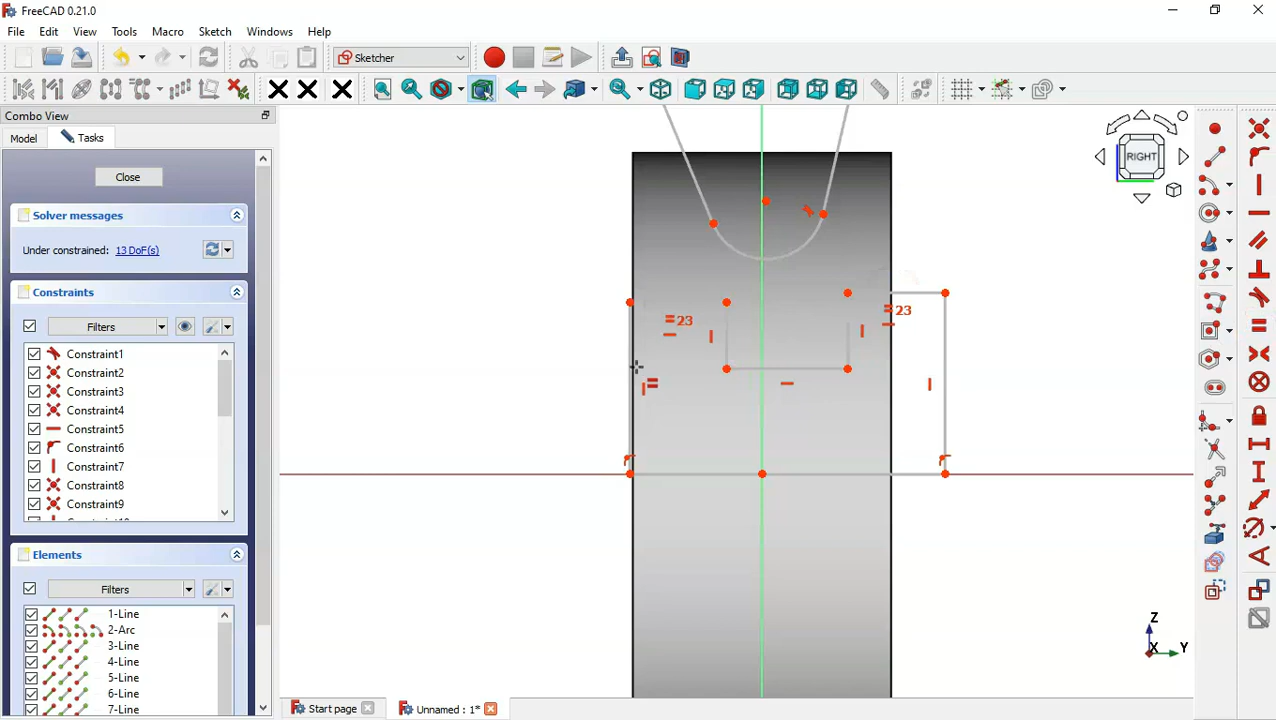 FreeCAD 0.21.0
File Edit View Tools Macro Sketch Windows Help
Sketcher
Combo View
Model Tasks
Close
Solver messages
Under constrained: 13 DoF(s)
Constraints
Filters
Constraint1
Constraint2
Constraint3
Constraint4
Constraint5
Constraint6
Constraint7
Constraint8
Constraint9
Elements
Filters
1-Line
2-Arc
3-Line
4-Line
5-Line
6-Line
7-Line
23
23
RIGHT
Z
X
Y
Start page
Unnamed : 1*